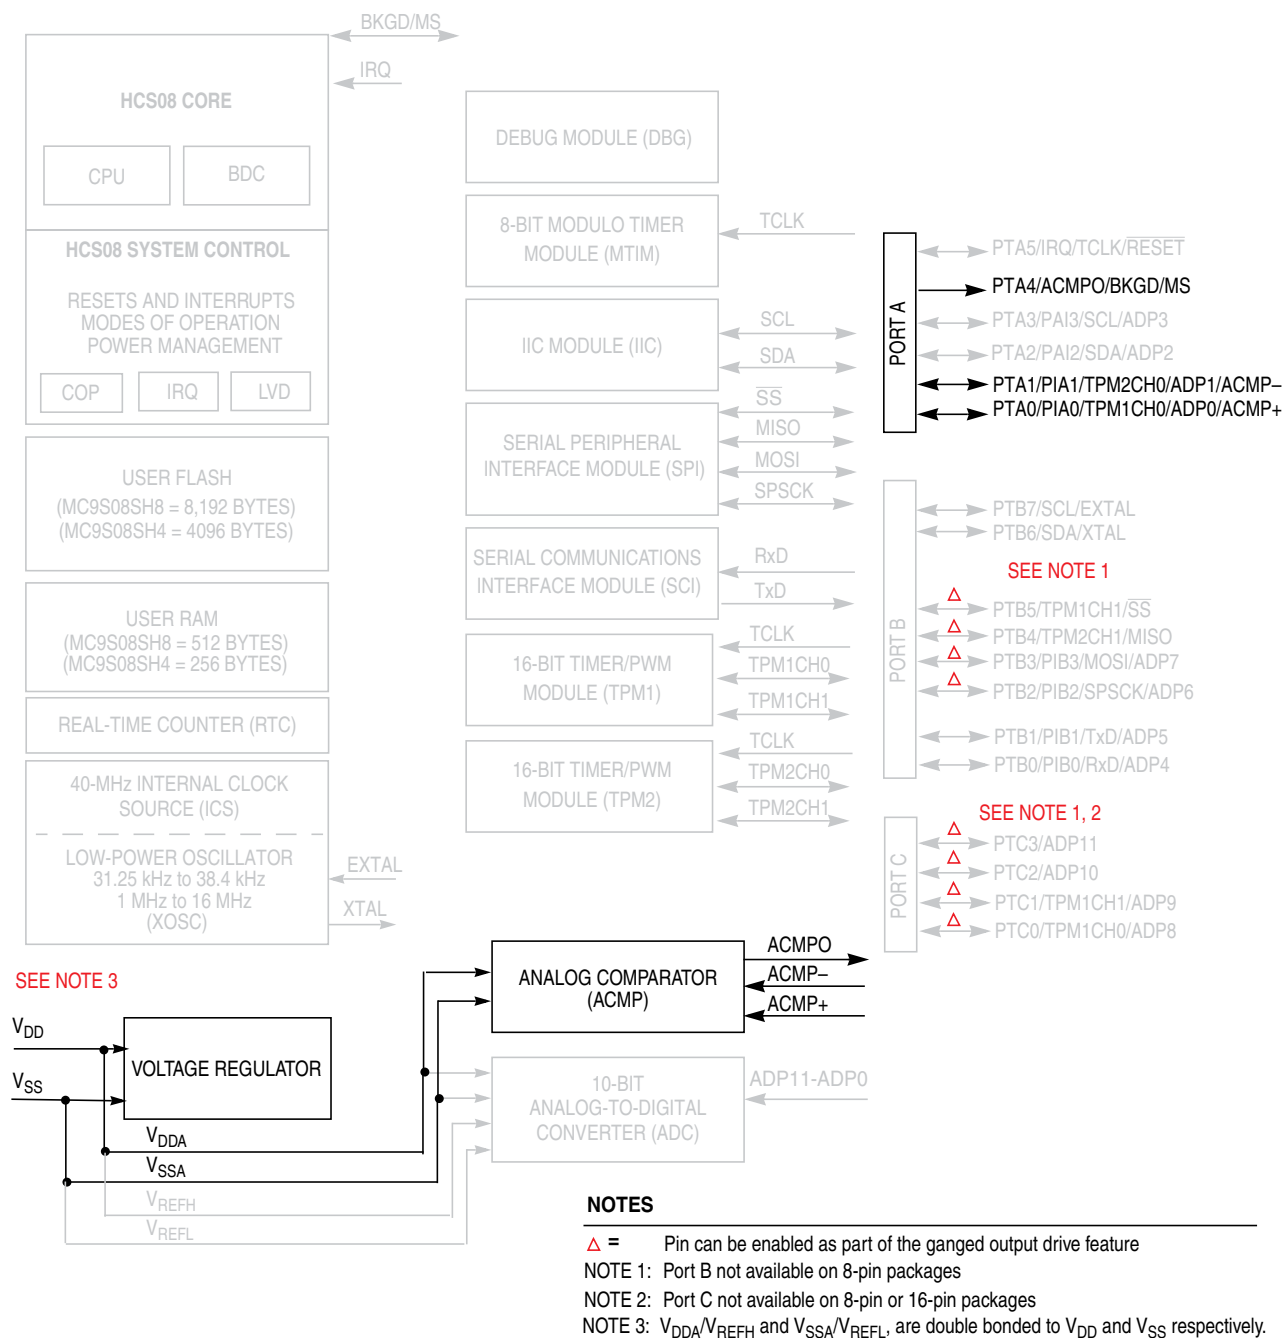 BKGD/MS
IRQ
HCS08 CORE
CPU
BDC
HCS08 SYSTEM CONTROL
RESETS AND INTERRUPTS
MODES OF OPERATION
POWER MANAGEMENT
COP
IRQ
LVD
USER FLASH
(MC9S08SH8 = 8,192 BYTES)
(MC9S08SH4 = 4096 BYTES)
USER RAM
(MC9S08SH8 = 512 BYTES)
(MC9S08SH4 = 256 BYTES)
REAL-TIME COUNTER (RTC)
40-MHz INTERNAL CLOCK
SOURCE (ICS)
LOW-POWER OSCILLATOR
31.25 kHz to 38.4 kHz
1 MHz to 16 MHz
(XOSC)
EXTAL
XTAL
SEE NOTE 3
VDD
VSS
VOLTAGE REGULATOR
VDDA
VSSA
VREFH
VREFL
DEBUG MODULE (DBG)
8-BIT MODULO TIMER
MODULE (MTIM)
TCLK
IIC MODULE (IIC)
SCL
SDA
SERIAL PERIPHERAL
INTERFACE MODULE (SPI)
SS
MISO
MOSI
SPSCK
SERIAL COMMUNICATIONS
INTERFACE MODULE (SCI)
RxD
TxD
16-BIT TIMER/PWM
MODULE (TPM1)
TCLK
TPM1CH0
TPM1CH1
16-BIT TIMER/PWM
MODULE (TPM2)
TCLK
TPM2CH0
TPM2CH1
ANALOG COMPARATOR
(ACMP)
ACMPO
ACMP–
ACMP+
10-BIT
ANALOG-TO-DIGITAL
CONVERTER (ADC)
ADP11-ADP0
PORT A
PTA5/IRQ/TCLK/RESET
PTA4/ACMPO/BKGD/MS
PTA3/PAI3/SCL/ADP3
PTA2/PAI2/SDA/ADP2
PTA1/PIA1/TPM2CH0/ADP1/ACMP–
PTA0/PIA0/TPM1CH0/ADP0/ACMP+
PORT B
PTB7/SCL/EXTAL
PTB6/SDA/XTAL
SEE NOTE 1
PTB5/TPM1CH1/SS
PTB4/TPM2CH1/MISO
PTB3/PIB3/MOSI/ADP7
PTB2/PIB2/SPSCK/ADP6
PTB1/PIB1/TxD/ADP5
PTB0/PIB0/RxD/ADP4
SEE NOTE 1, 2
PORT C
PTC3/ADP11
PTC2/ADP10
PTC1/TPM1CH1/ADP9
PTC0/TPM1CH0/ADP8
NOTES
△ = Pin can be enabled as part of the ganged output drive feature
NOTE 1: Port B not available on 8-pin packages
NOTE 2: Port C not available on 8-pin or 16-pin packages
NOTE 3: VDDA/VREFH and VSSA/VREFL, are double bonded to VDD and VSS respectively.